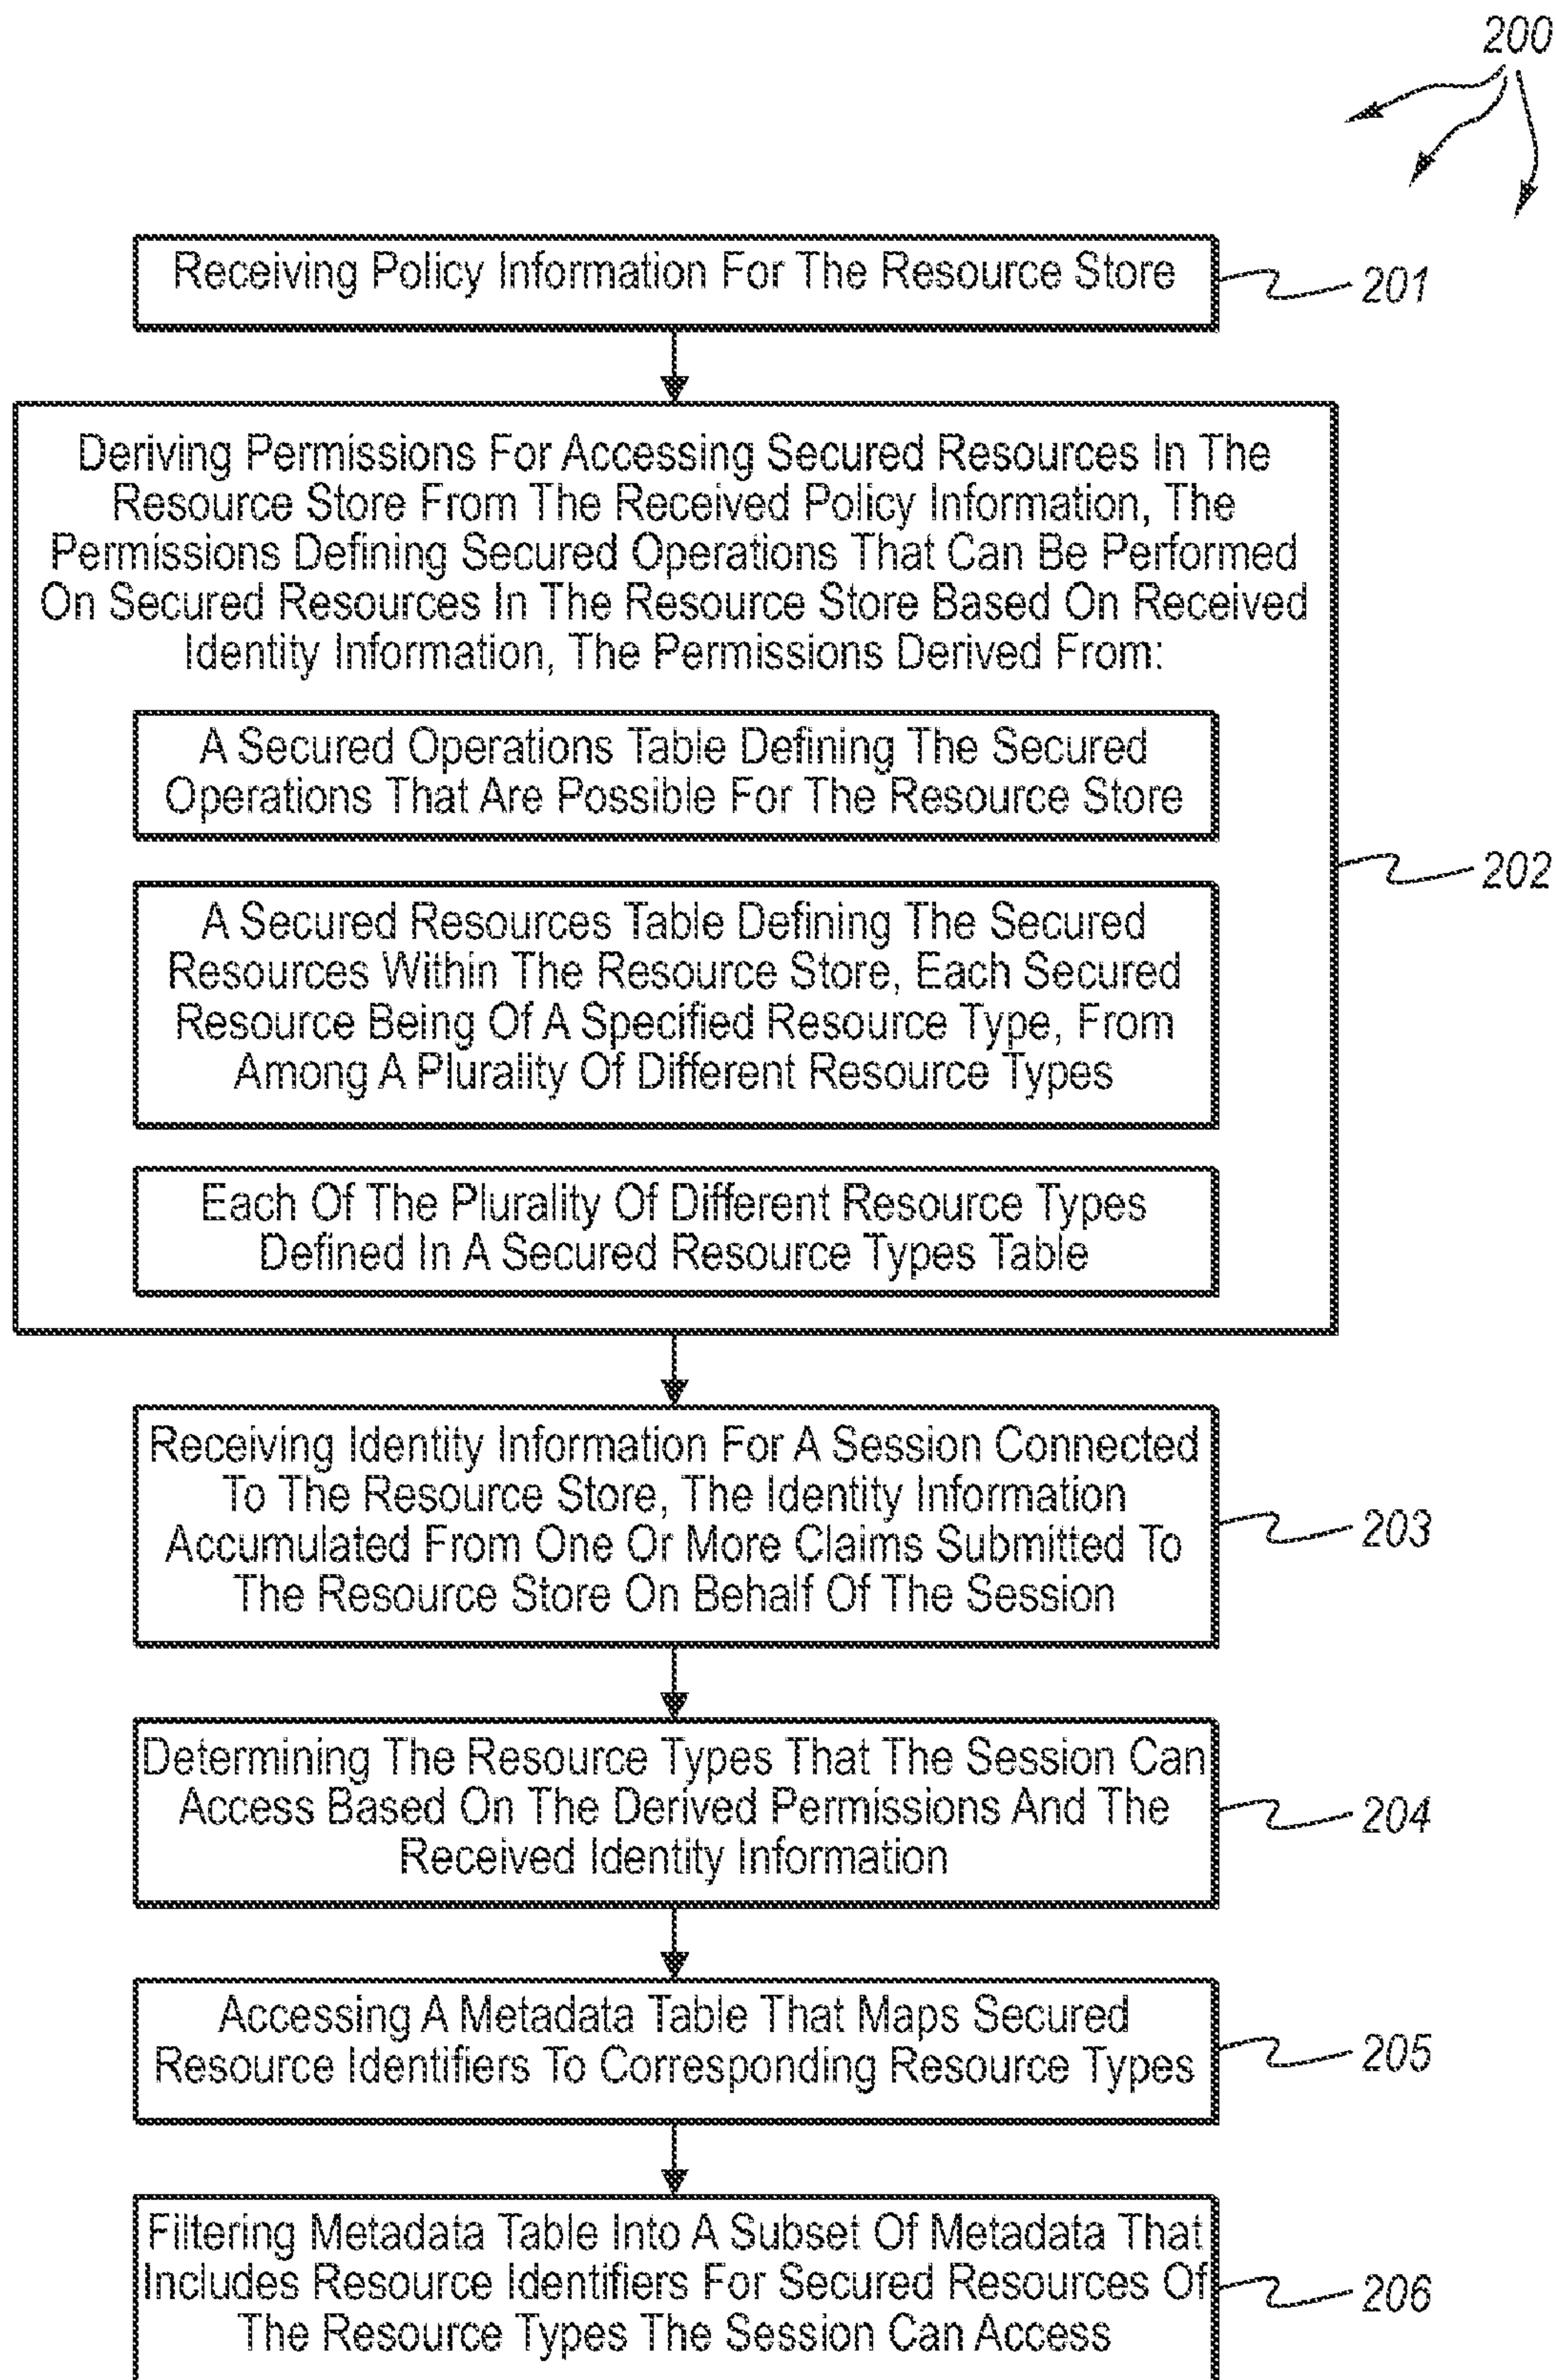 200
Receiving Policy Information For The Resource Store
201
Deriving Permissions For Accessing Secured Resources In The
Resource Store From The Received Policy Information, The
Permissions Defining Secured Operations That Can Be Performed
On Secured Resources In The Resource Store Based On Received
Identity Information, The Permissions Derived From:
A Secured Operations Table Defining The Secured
Operations That Are Possible For The Resource Store
202
A Secured Resources Table Defining The Secured
Resources Within The Resource Store, Each Secured
Resource Being Of A Specified Resource Type, From
Among A Plurality Of Different Resource Types
Each Of The Plurality Of Different Resource Types
Defined In A Secured Resource Types Table
Receiving Identity Information For A Session Connected
To The Resource Store, The Identity Information
Accumulated From One Or More Claims Submitted To
The Resource Store On Behalf Of The Session
203
Determining The Resource Types That The Session Can
Access Based On The Derived Permissions And The
Received Identity Information
204
Accessing A Metadata Table That Maps Secured
Resource Identifiers To Corresponding Resource Types
205
Filtering Metadata Table Into A Subset Of Metadata That
Includes Resource Identifiers For Secured Resources Of
The Resource Types The Session Can Access
206